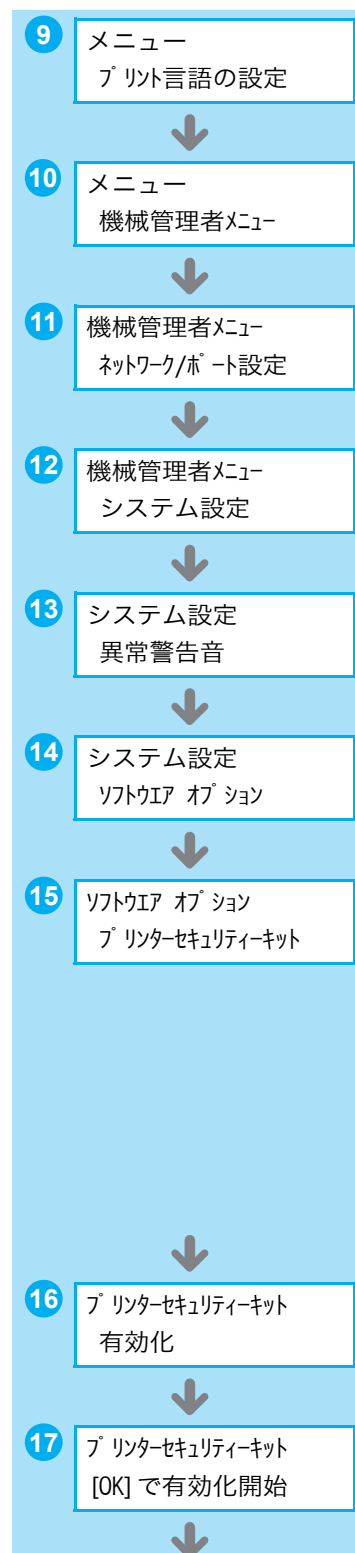 9
メニュー
プリント言語の設定
10
メニュー
機械管理者メニュー
11
機械管理者メニュー
ネットワーク/ポート設定
12
機械管理者メニュー
システム設定
13
システム設定
異常警告音
14
システム設定
ソフトウエア オプション
15
ソフトウエア オプション
プリンターセキュリティーキット
16
プリンターセキュリティーキット
有効化
17
プリンターセキュリティーキット
[OK] で有効化開始